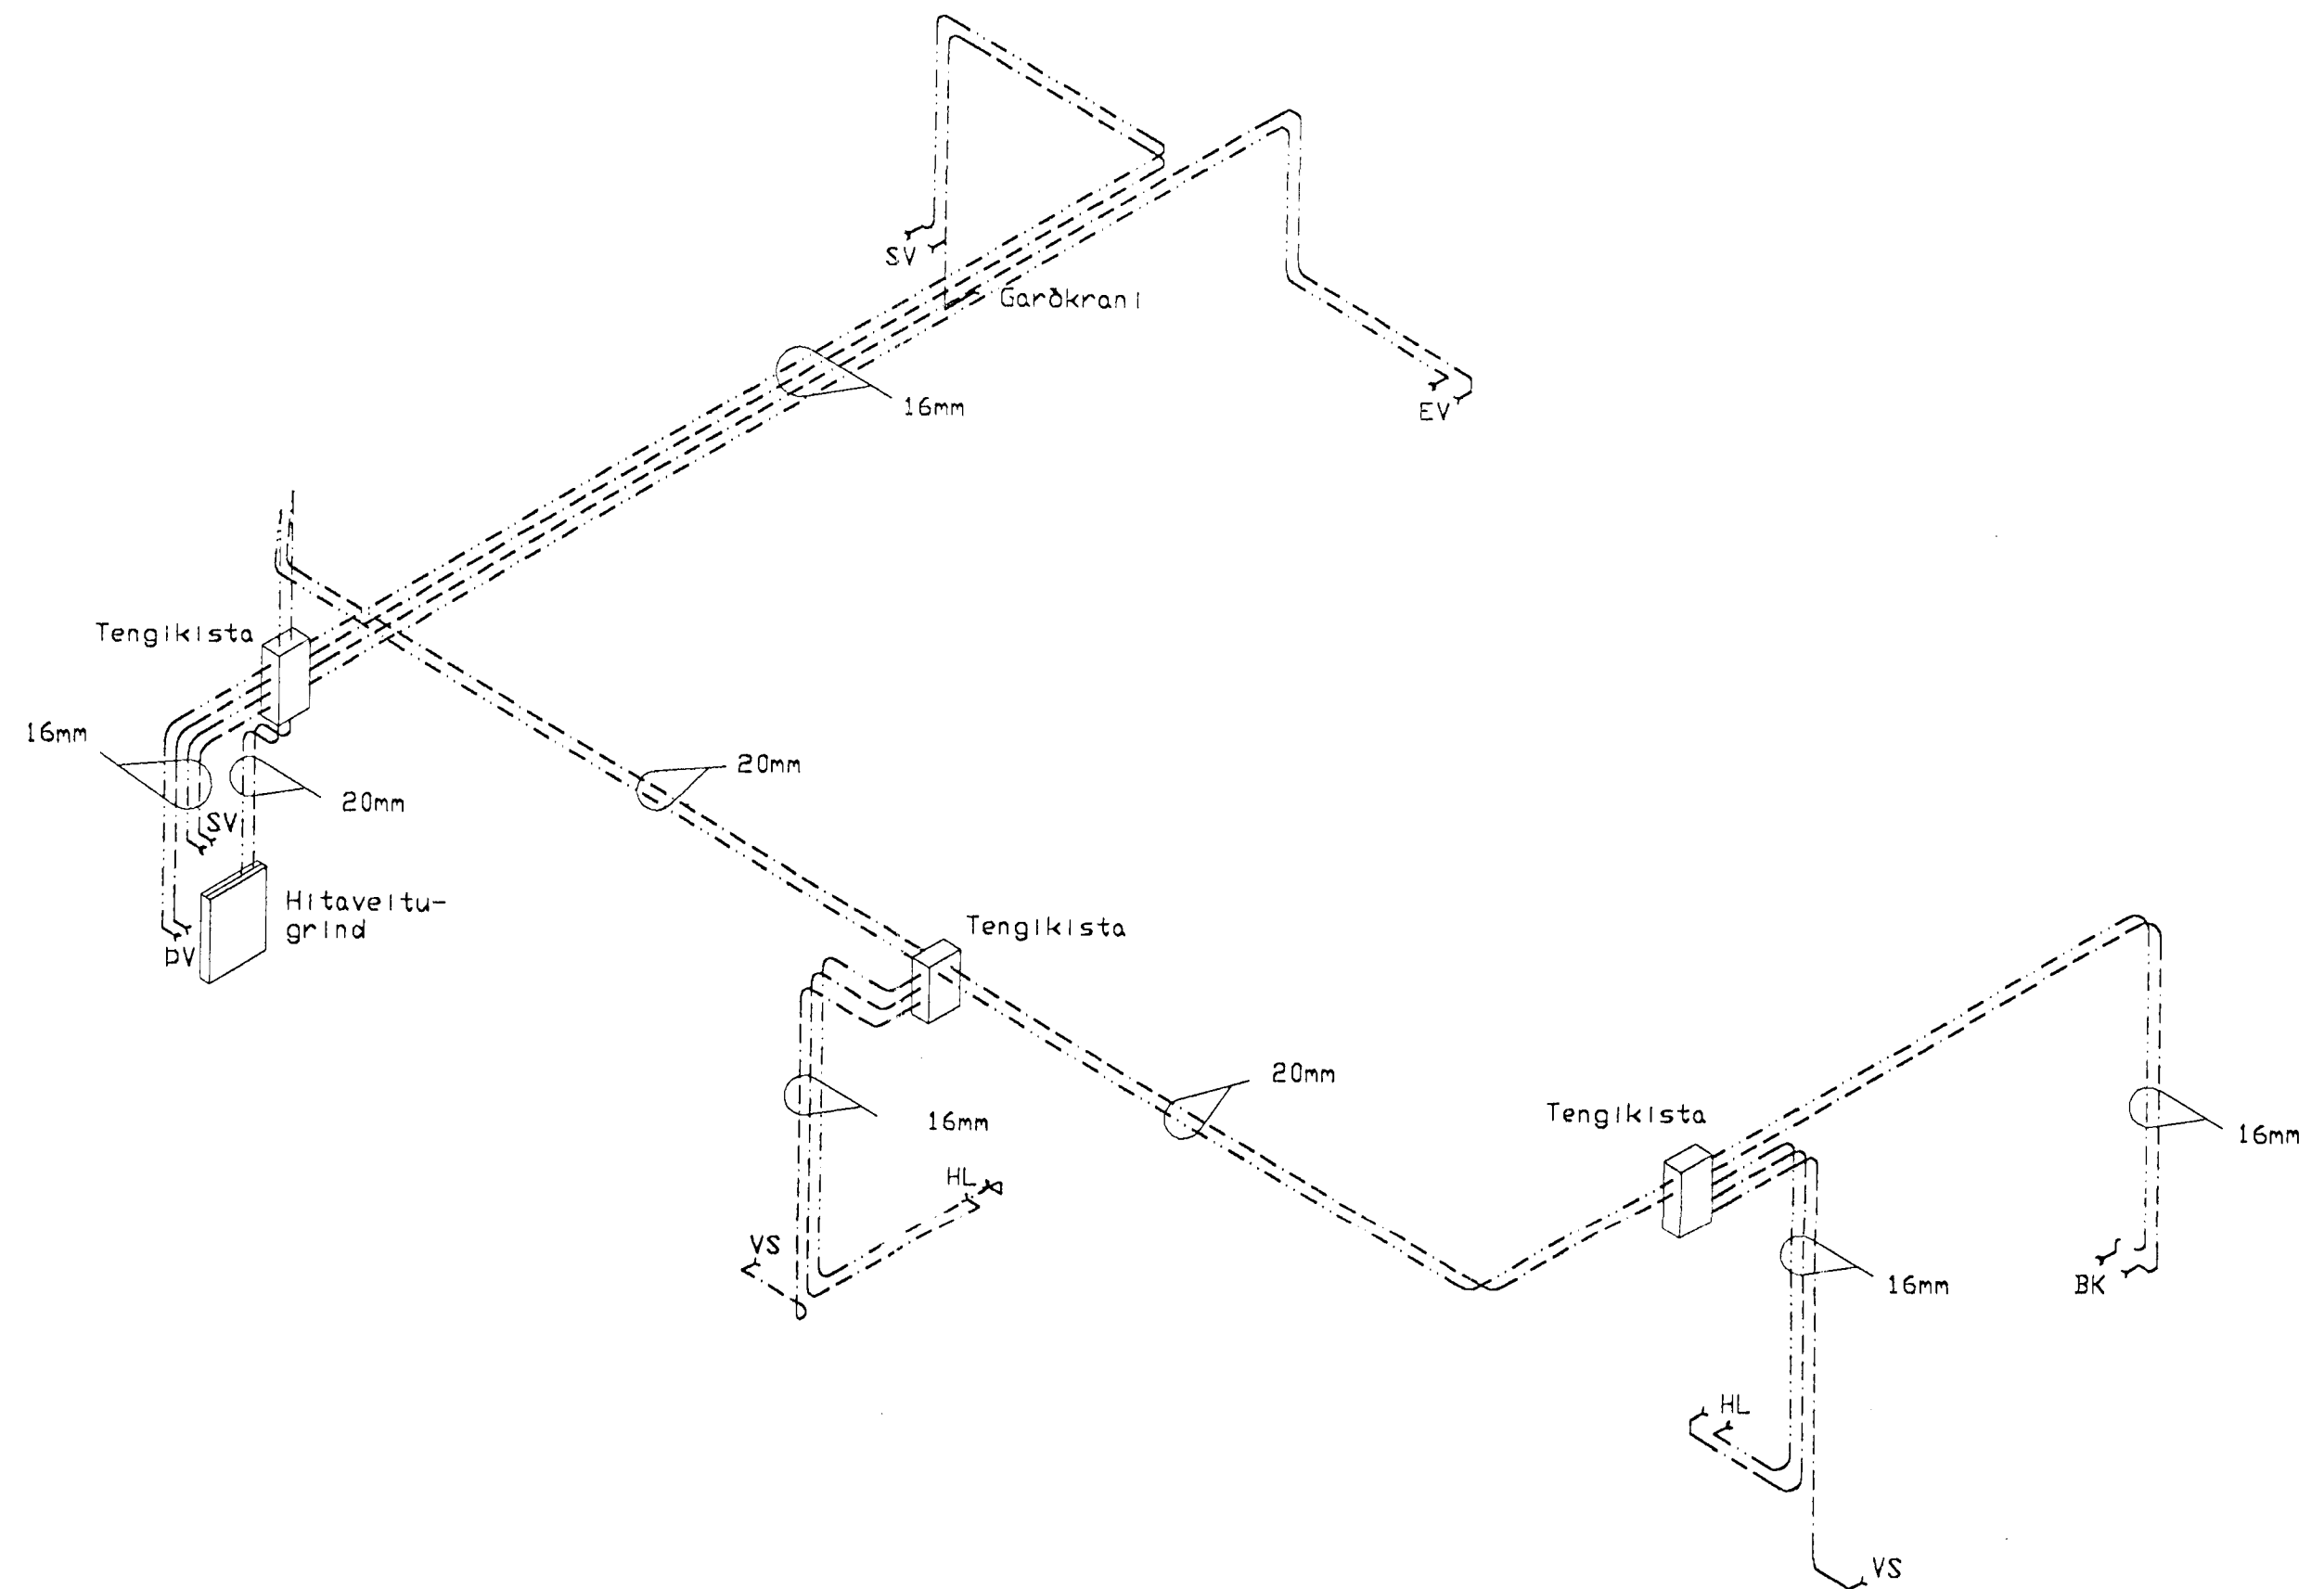 SV
Garðkrani
16mm
EV
Tengikista
16mm
20mm
20mm
SV
Hitaveitu-
grind
ÞV
Tengikista
20mm
16mm
Tengikista
16mm
HL
VS
16mm
BK
HL
VS